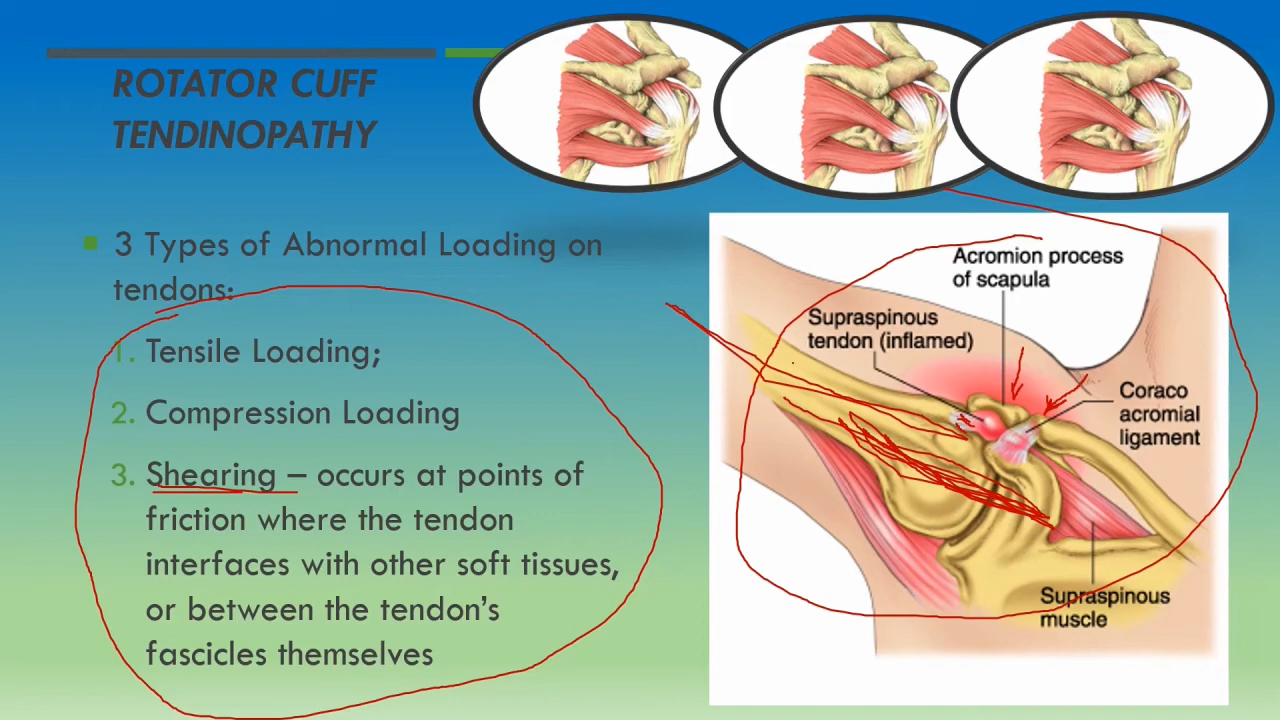 ROTATOR CUFF
TENDINOPATHY
3 Types of Abnormal Loading on
tendons:
1. Tensile Loading;
2. Compression Loading
3. Shearing – occurs at points of
friction where the tendon
interfaces with other soft tissues,
or between the tendon’s
fascicles themselves
Acromion process
of scapula
Supraspinous
tendon (inflamed)
Coraco
acromial
ligament
Supraspinous
muscle